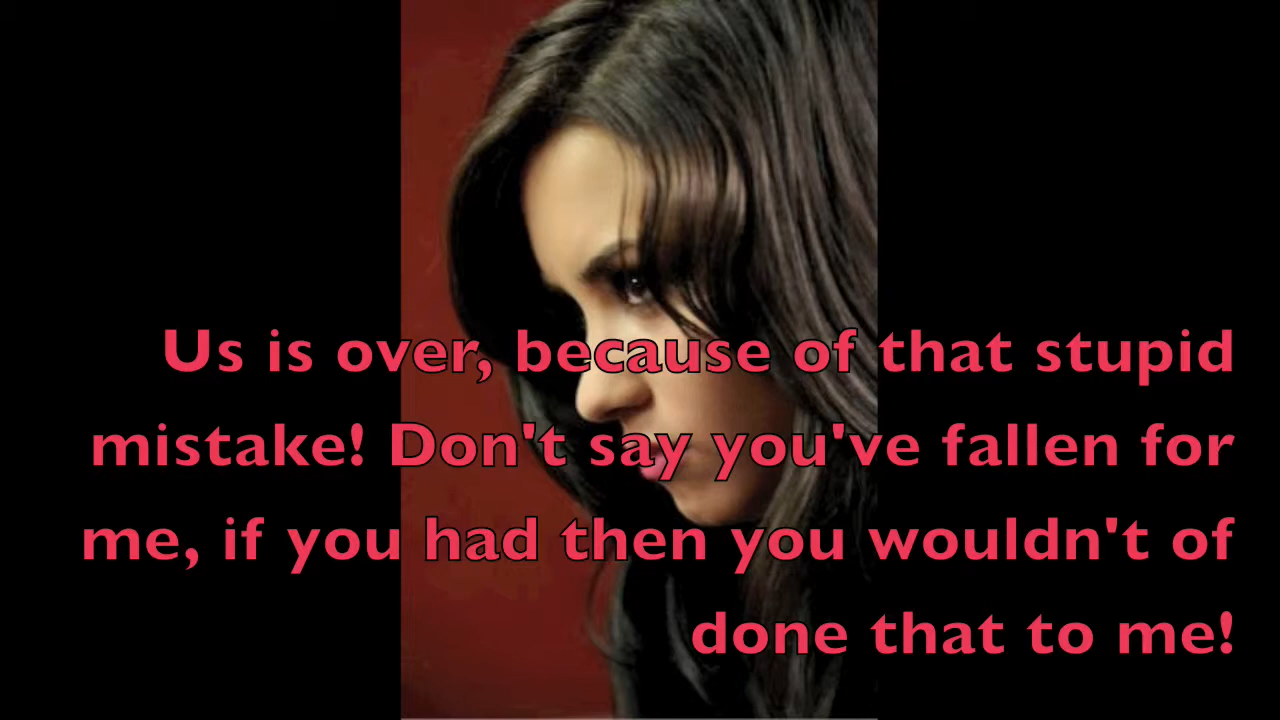 Us is over, because of that stupid
mistake! Don't say you've fallen for
me, if you had then you wouldn't of
done that to me!